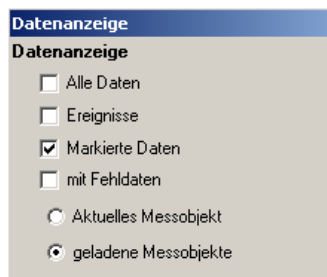 Datenanzeige
Datenanzeige
Alle Daten
Ereignisse
Markierte Daten
mit Fehldaten
Aktuelles Messobjekt
geladene Messobjekte